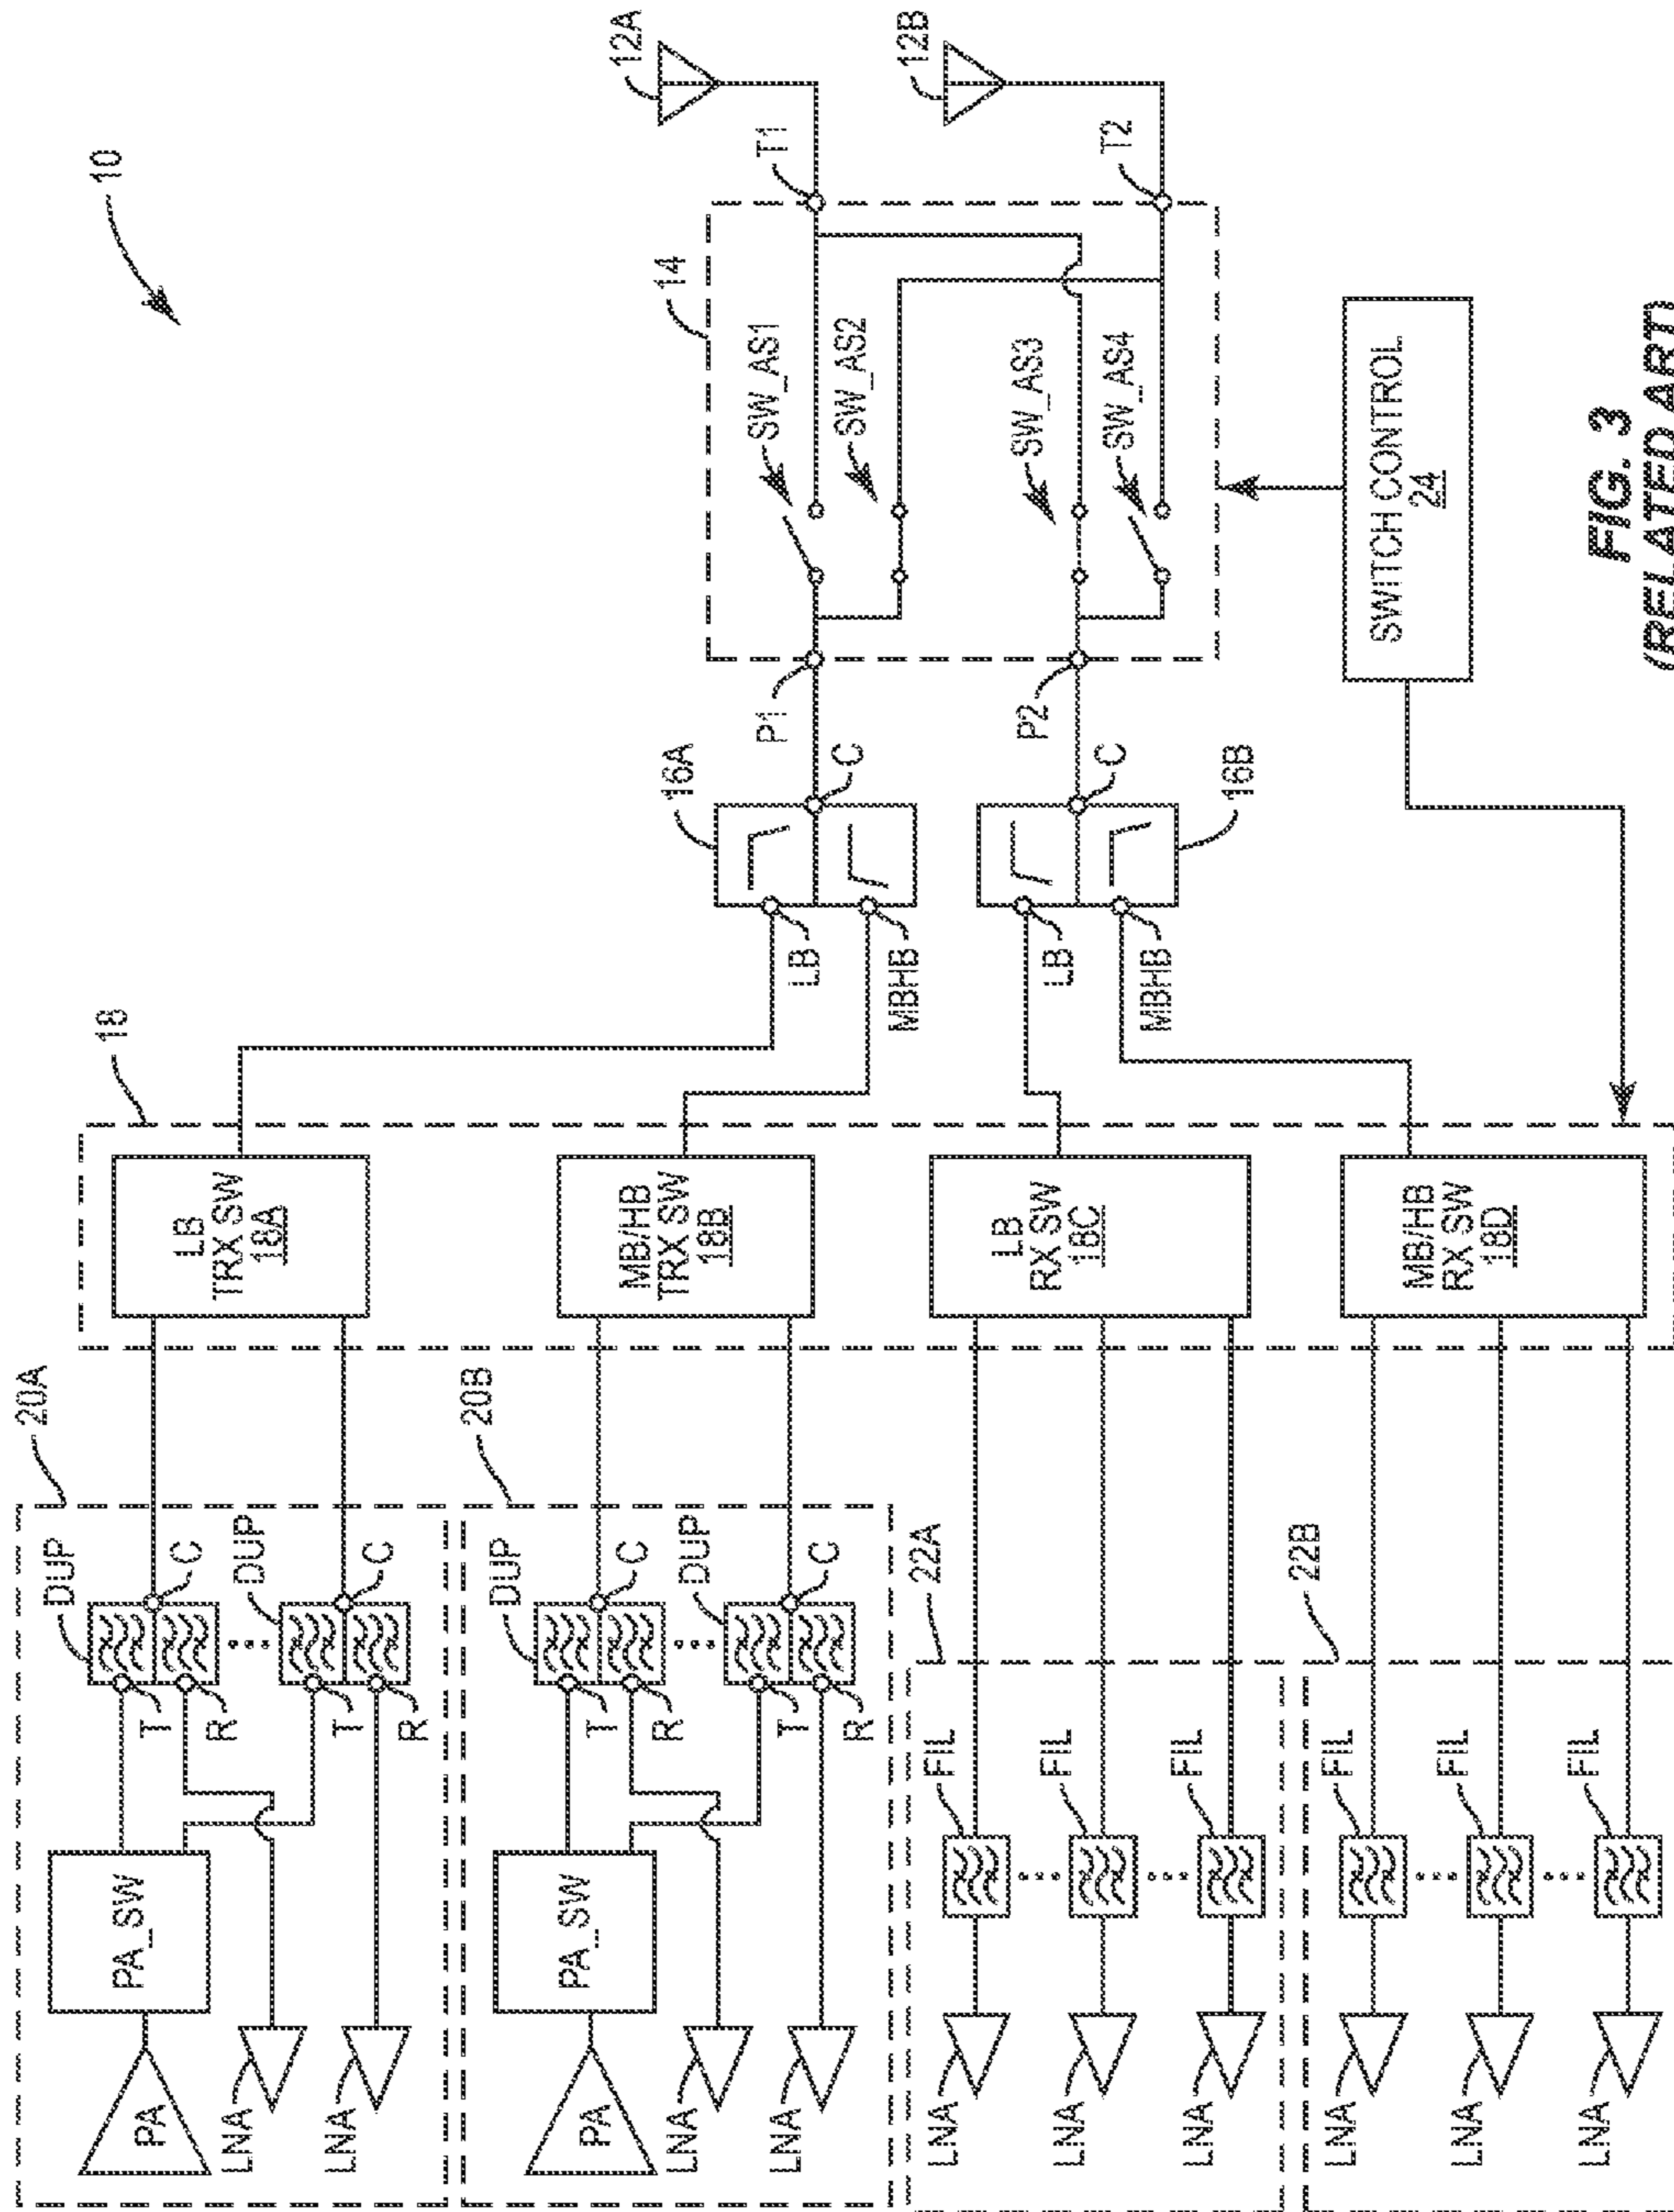 10
20A
DUP
C
DUP
C
T
R
T
R
PA
PA_SW
LNA
LNA
20B
DUP
C
DUP
C
T
R
T
R
PA
PA_SW
LNA
LNA
22A
FIL
FIL
FIL
LNA
LNA
LNA
22B
FIL
FIL
FIL
LNA
LNA
LNA
18
LB
TRX SW
18A
MB/HB
TRX SW
18B
LB
RX SW
18C
MB/HB
RX SW
18D
16A
LB
MBHB
C
16B
LB
MBHB
C
P1
P2
14
SW_AS1
SW_AS2
SW_AS3
SW_AS4
T1
T2
12A
12B
SWITCH CONTROL
24
FIG. 3
(RELATED ART)